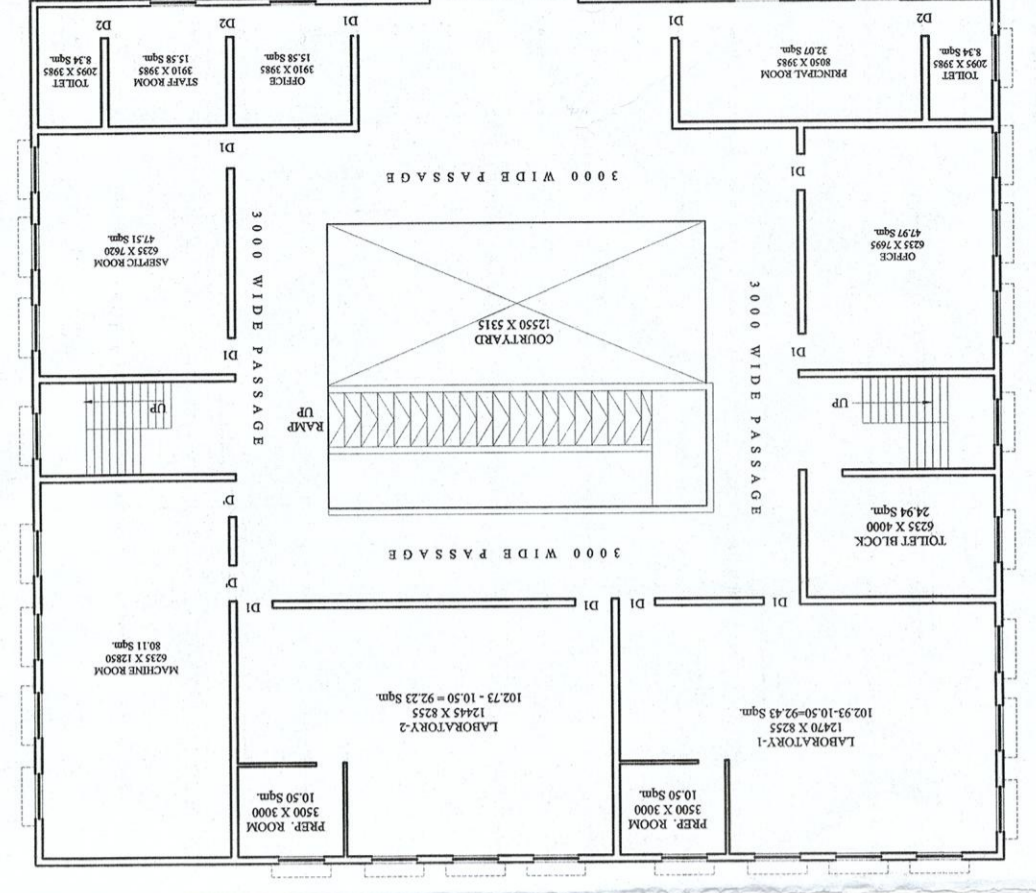 PREP. ROOM
3500 X 3000
10.50 Sqm.
PREP. ROOM
3500 X 3000
10.50 Sqm.
LABORATORY-1
12470 X 8255
102.93-10.50=92.43 Sqm.
LABORATORY-2
12445 X 8255
102.73 - 10.50 = 92.23 Sqm.
MACHINE ROOM
6235 X 12850
80.11 Sqm.
D1
D1
D1
D1
D'
D'
TOILET BLOCK
6235 X 4000
24.94 Sqm.
3000 WIDE PASSAGE
UP
3000 WIDE PASSAGE
RAMP
UP
3000 WIDE PASSAGE
UP
D1
D1
COURTYARD
12550 X 5315
OFFICE
6235 X 7695
47.97 Sqm.
ASEPTIC ROOM
6235 X 7620
47.51 Sqm.
D1
3000 WIDE PASSAGE
D1
TOILET
2095 X 3985
8.34 Sqm.
PRINCIPAL ROOM
8050 X 3985
32.07 Sqm.
OFFICE
3910 X 3985
15.58 Sqm.
STAFF ROOM
3910 X 3985
15.58 Sqm.
TOILET
2095 X 3985
8.34 Sqm.
D2
D1
D1
D2
D2